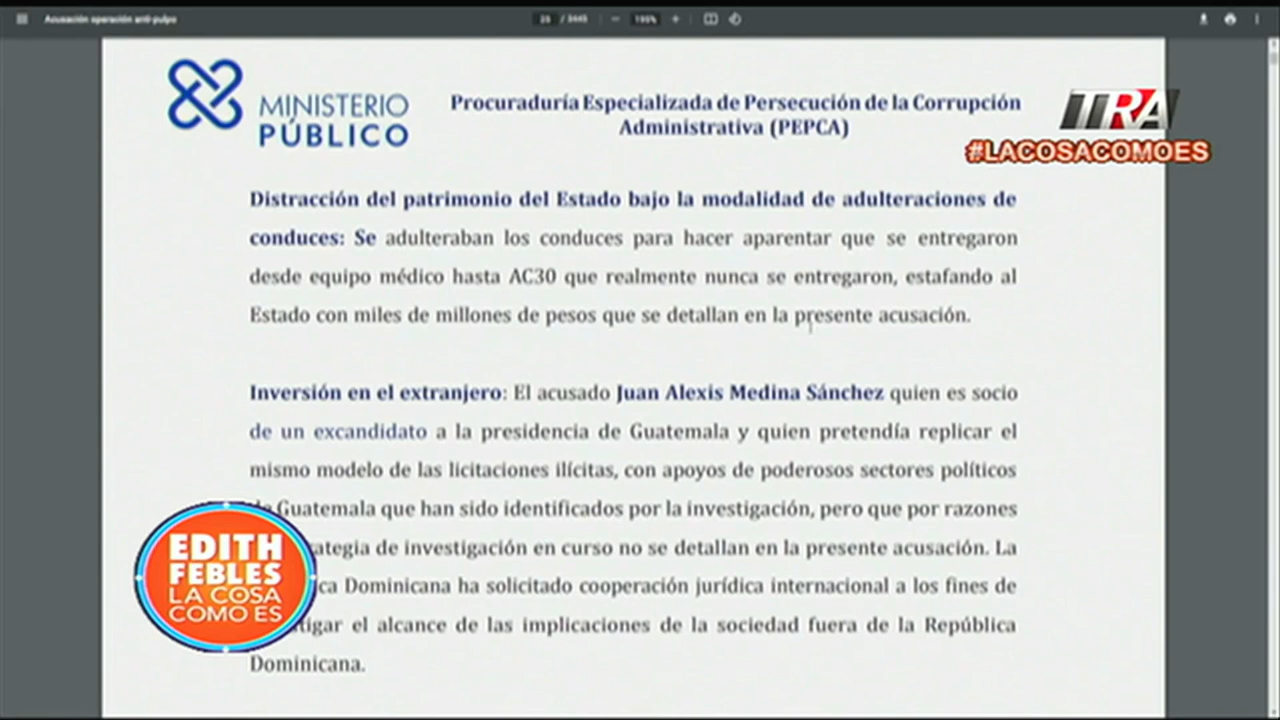 Acusación operación anti-pulpo
25 / 3445
150%
MINISTERIO
PÚBLICO
Procuraduría Especializada de Persecución de la Corrupción
Administrativa (PEPCA)
TRA
#LACOSACOMOES
Distracción del patrimonio del Estado bajo la modalidad de adulteraciones de
conduces: Se adulteraban los conduces para hacer aparentar que se entregaron
desde equipo médico hasta AC30 que realmente nunca se entregaron, estafando al
Estado con miles de millones de pesos que se detallan en la presente acusación.
Inversión en el extranjero: El acusado Juan Alexis Medina Sánchez quien es socio
de un excandidato a la presidencia de Guatemala y quien pretendía replicar el
mismo modelo de las licitaciones ilícitas, con apoyos de poderosos sectores políticos
Guatemala que han sido identificados por la investigación, pero que por razones
ategia de investigación en curso no se detallan en la presente acusación. La
ca Dominicana ha solicitado cooperación jurídica internacional a los fines de
tigar el alcance de las implicaciones de la sociedad fuera de la República
Dominicana.
EDITH
FEBLES
LA COSA
COMO ES